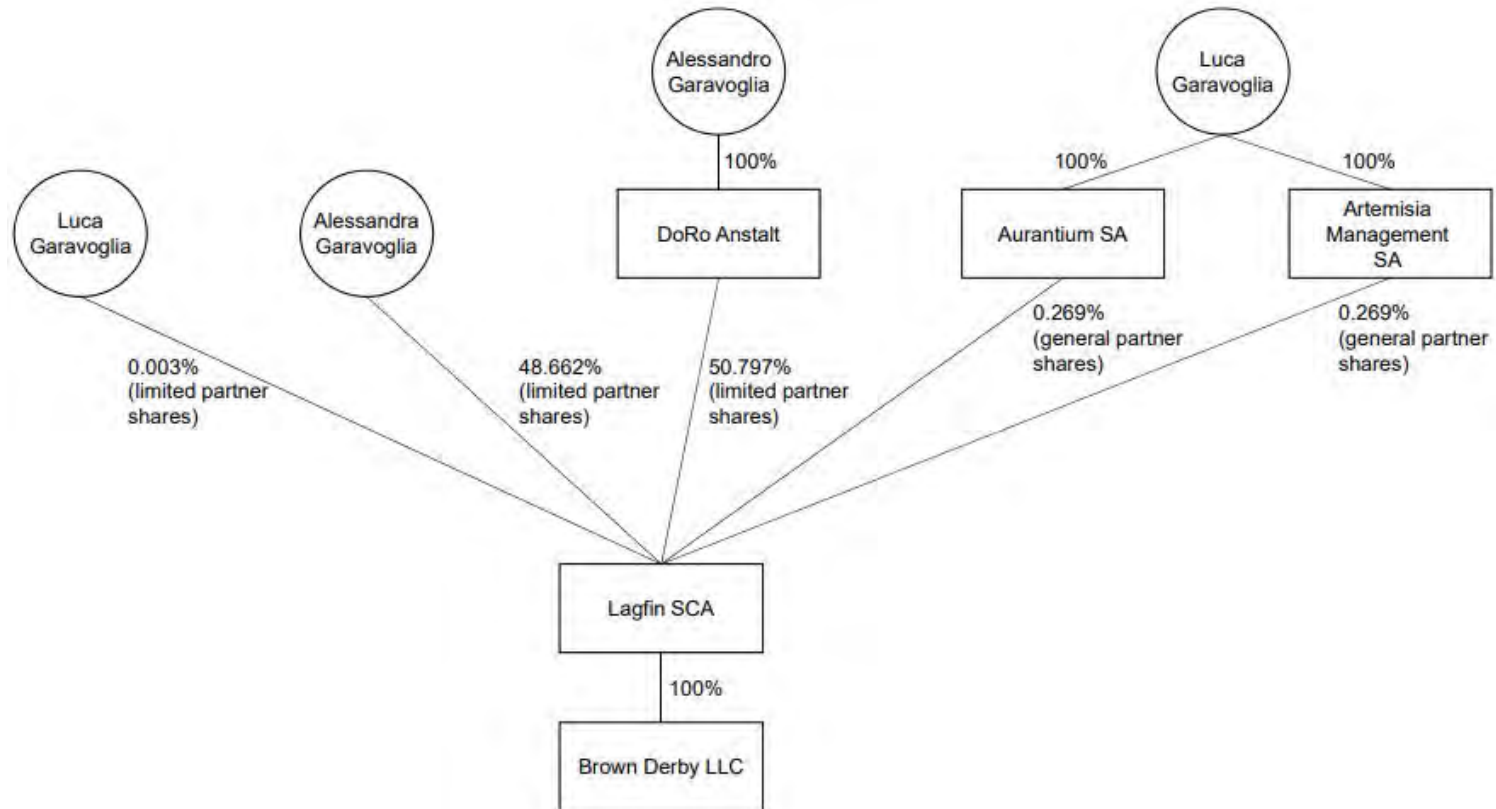 Alessandro
Garavoglia
Luca
Garavoglia
100%
100%
100%
Luca
Garavoglia
Alessandra
Garavoglia
DoRo Anstalt
Aurantium SA
Artemisia
Management
SA
0.003%
(limited partner
shares)
48.662%
(limited partner
shares)
50.797%
(limited partner
shares)
0.269%
(general partner
shares)
0.269%
(general partner
shares)
Lagfin SCA
100%
Brown Derby LLC